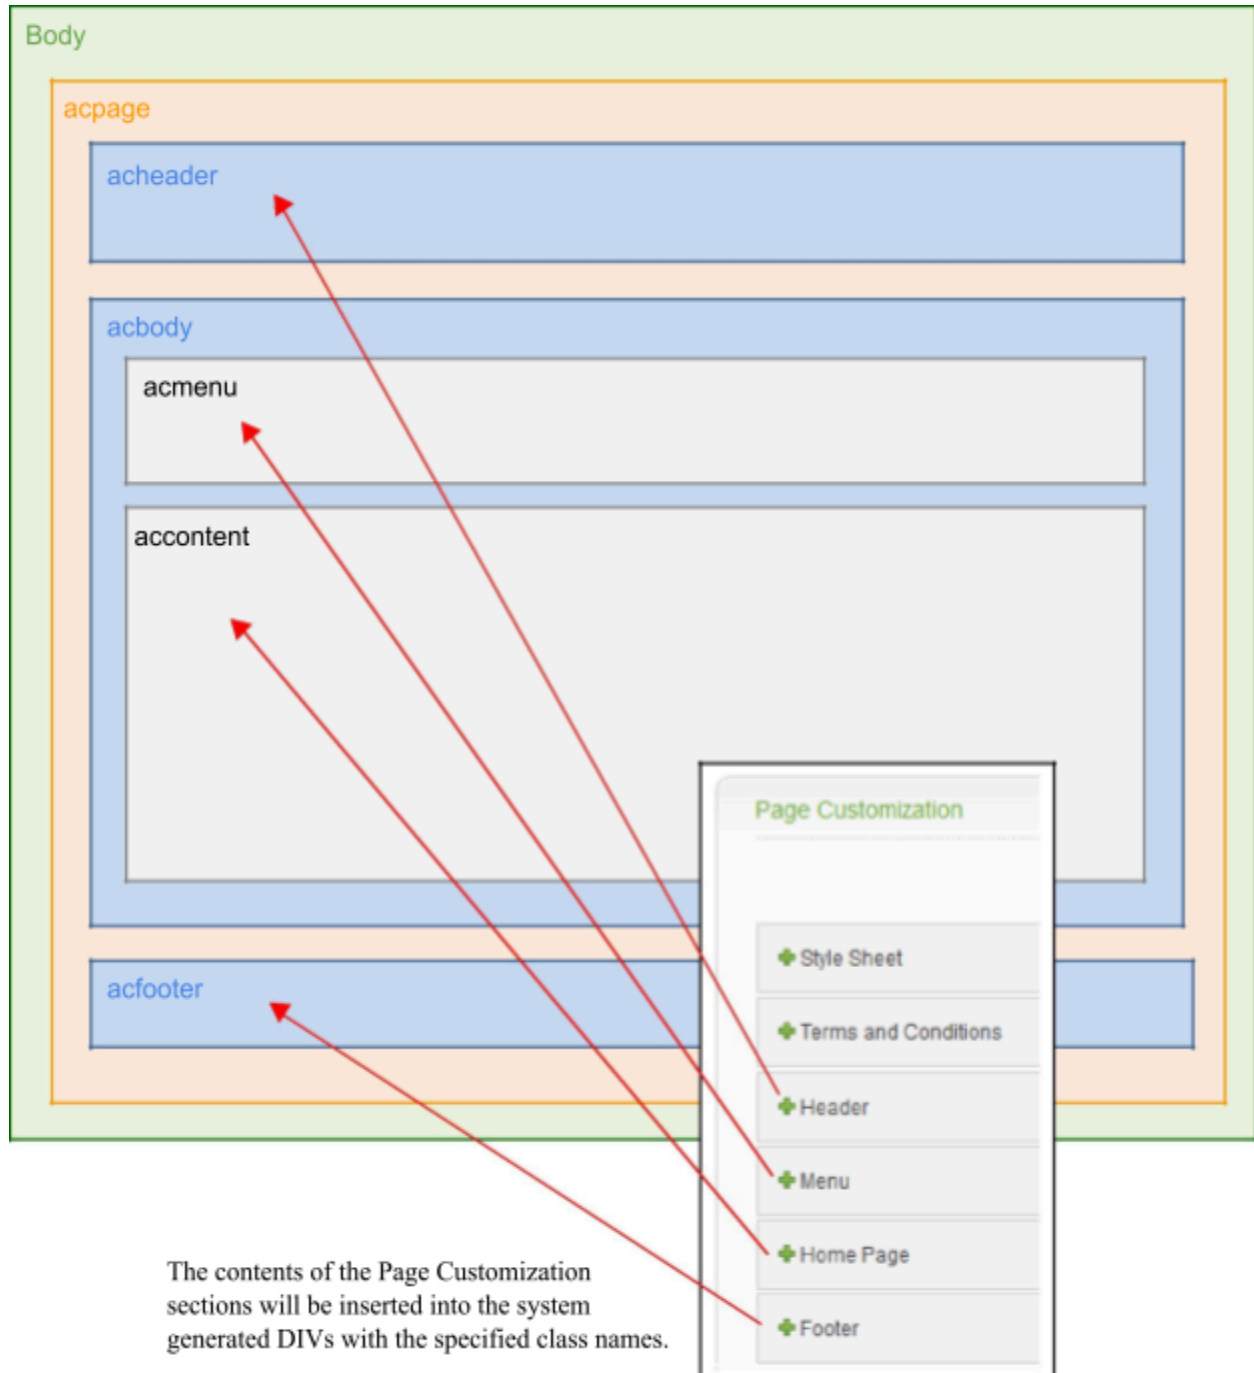 Body
acpage
acheader
acbody
acmenu
accontent
acfooter
Page Customization
Style Sheet
Terms and Conditions
Header
Menu
Home Page
Footer
The contents of the Page Customization
sections will be inserted into the system
generated DIVs with the specified class names.